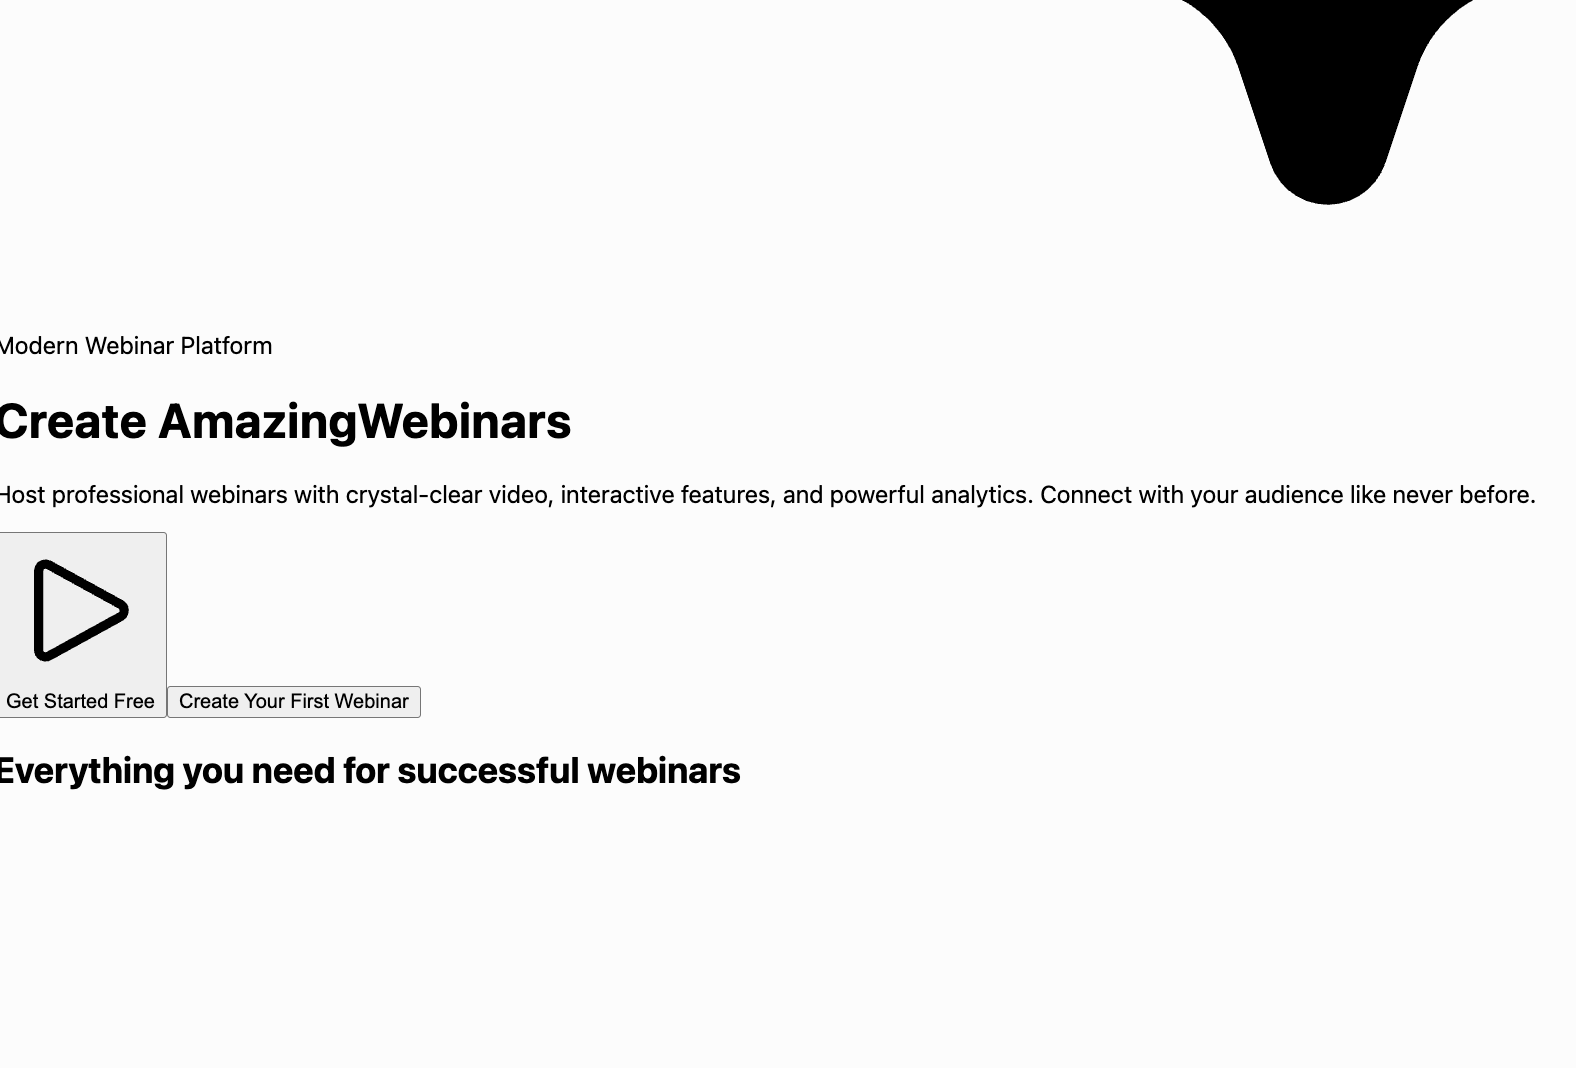 Modern Webinar Platform
Create AmazingWebinars
Host professional webinars with crystal-clear video, interactive features, and powerful analytics. Connect with your audience like never before.
Get Started Free
Create Your First Webinar
Everything you need for successful webinars